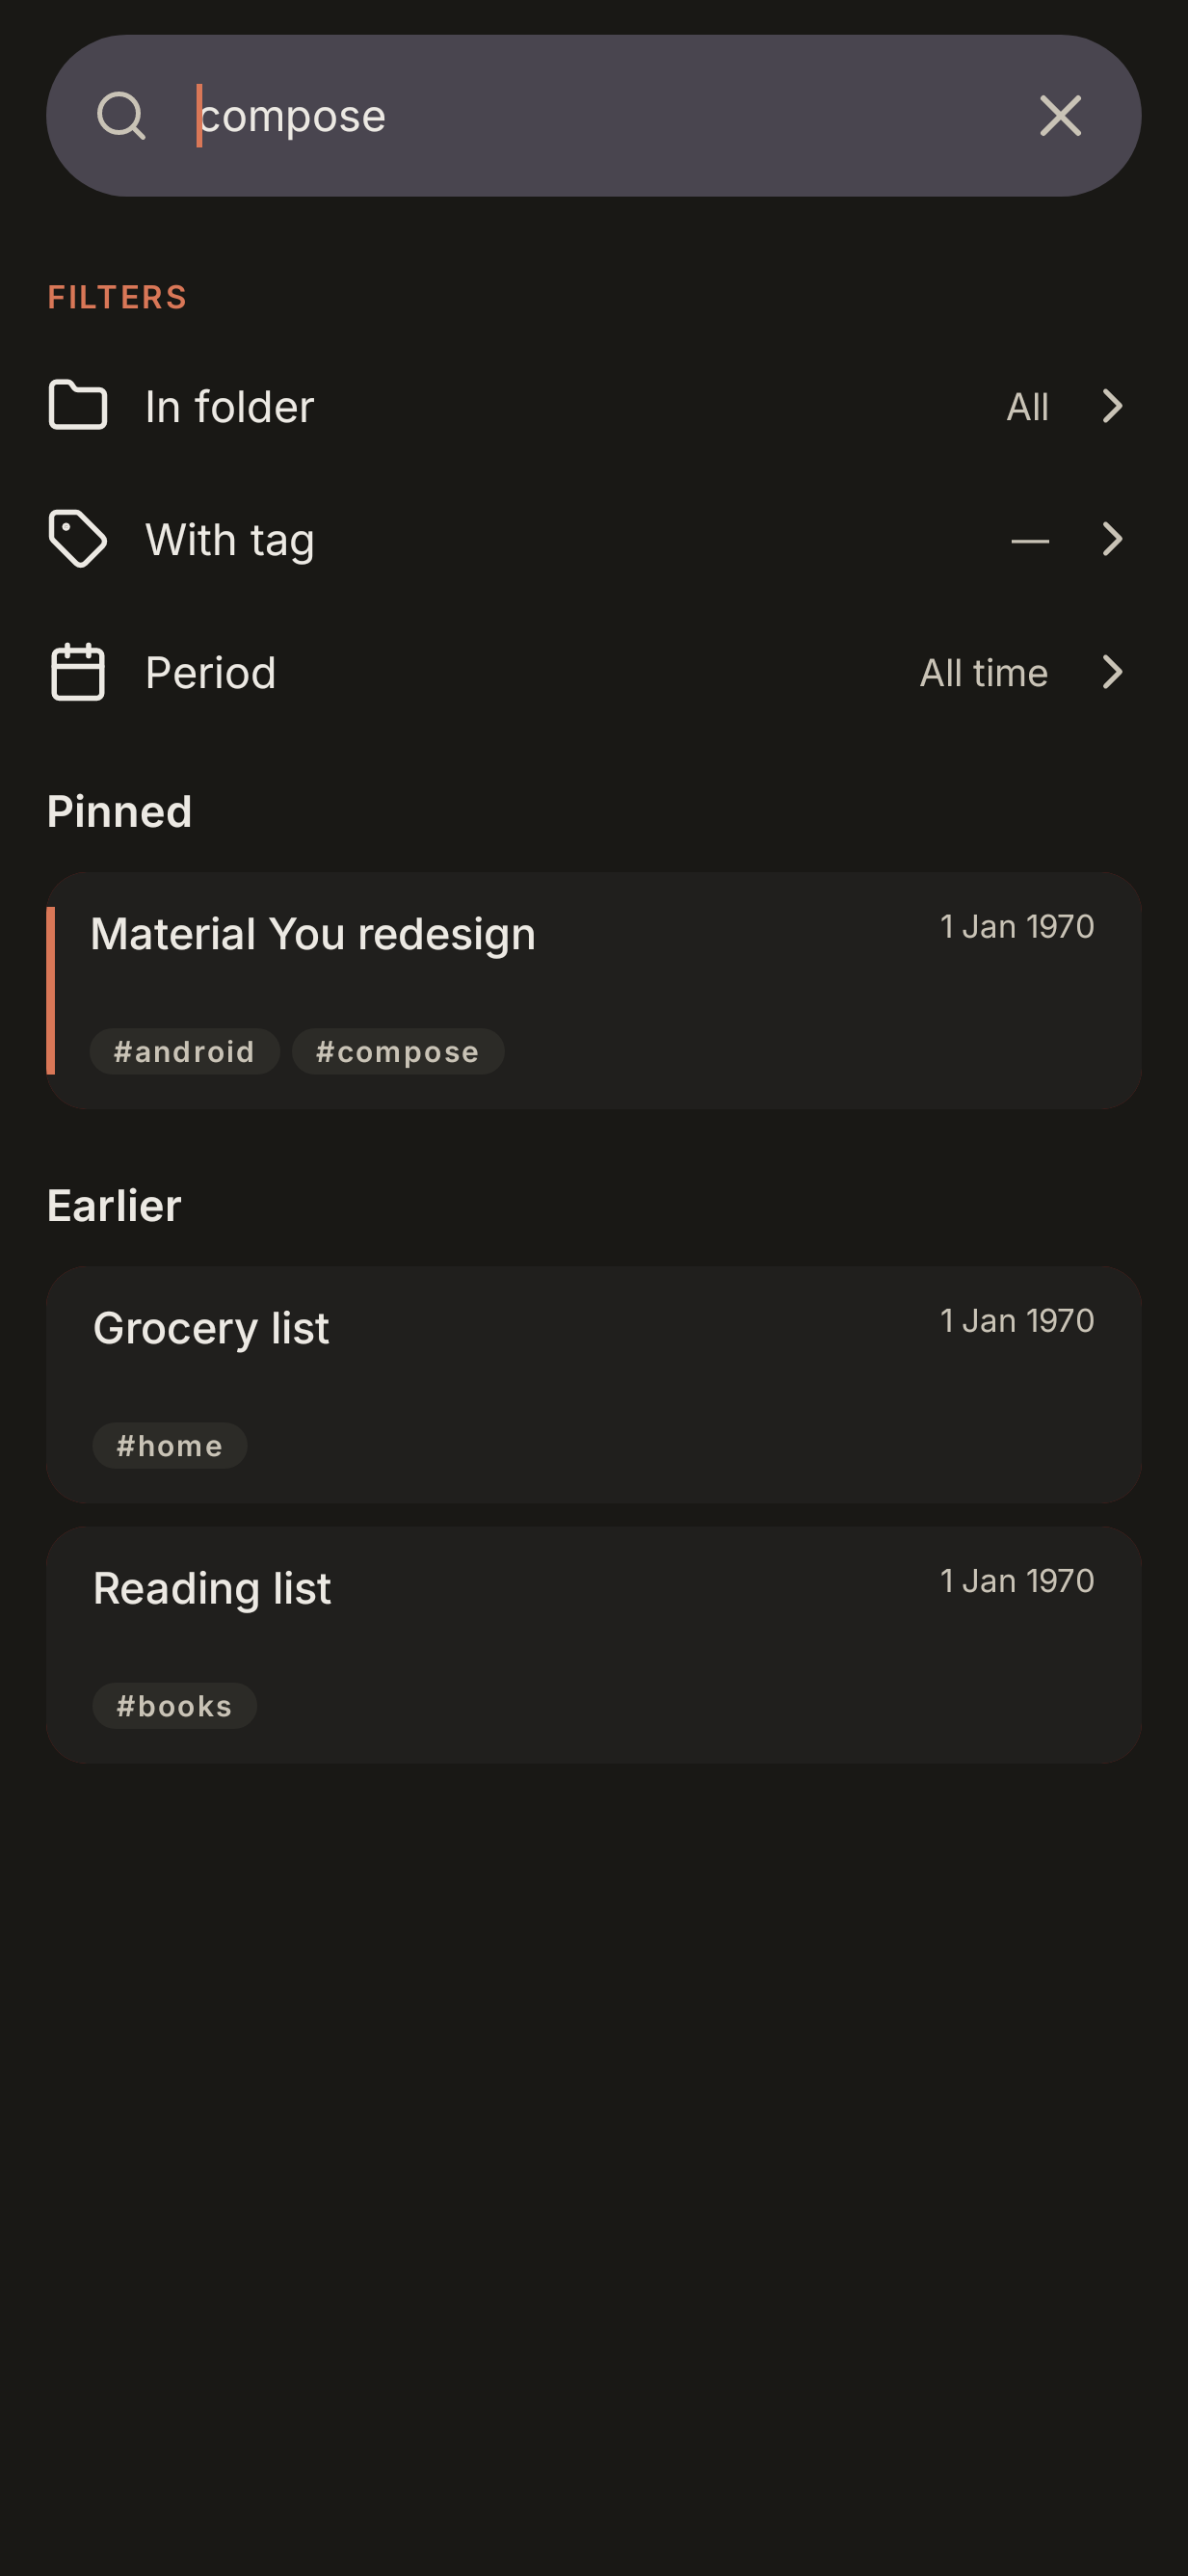 compose
FILTERS
In folder All
With tag —
Period All time
Pinned
Material You redesign 1 Jan 1970
#android #compose
Earlier
Grocery list 1 Jan 1970
#home
Reading list 1 Jan 1970
#books